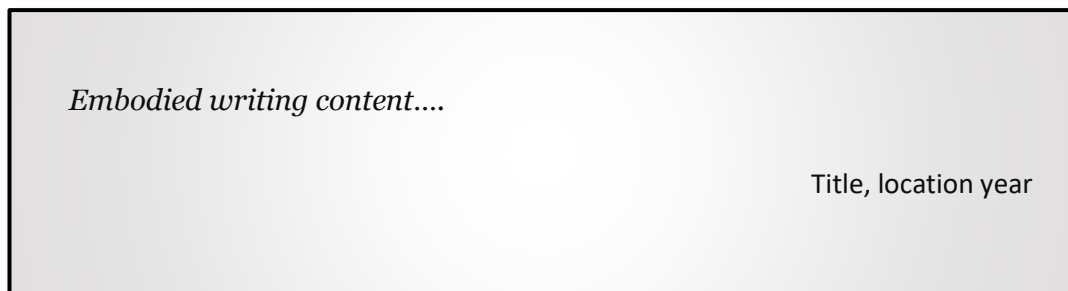 Embodied writing content....
Title, location year